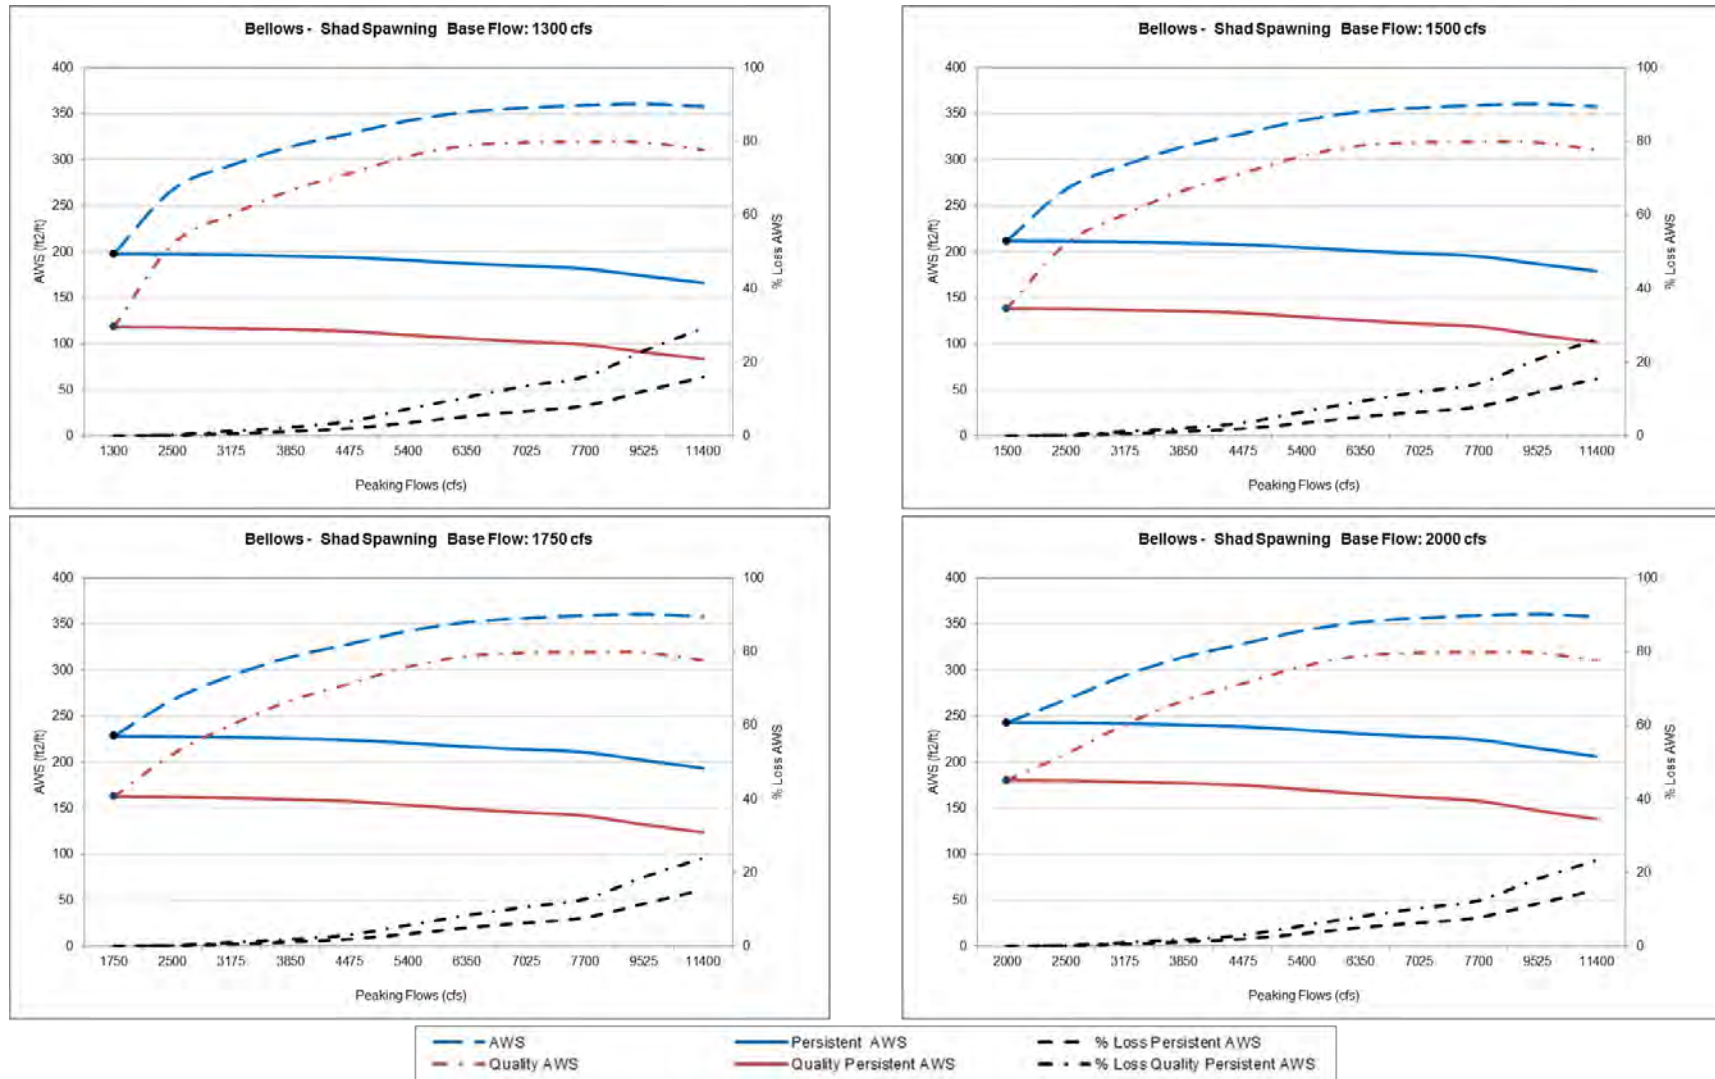 Bellows - Shad Spawning Base Flow: 1300 cfs
400
350
300
250
200
150
100
50
0
AWS (ft2/ft)
100
80
60
40
20
0
% Loss AWS
1300 2500 3175 3850 4475 5400 6350 7025 7700 9525 11400
Peaking Flows (cfs)
Bellows - Shad Spawning Base Flow: 1500 cfs
400
350
300
250
200
150
100
50
0
AWS (ft2/ft)
100
80
60
40
20
0
% Loss AWS
1500 2500 3175 3850 4475 5400 6350 7025 7700 9525 11400
Peaking Flows (cfs)
Bellows - Shad Spawning Base Flow: 1750 cfs
400
350
300
250
200
150
100
50
0
AWS (ft2/ft)
100
80
60
40
20
0
% Loss AWS
1750 2500 3175 3850 4475 5400 6350 7025 7700 9525 11400
Peaking Flows (cfs)
Bellows - Shad Spawning Base Flow: 2000 cfs
400
350
300
250
200
150
100
50
0
AWS (ft2/ft)
100
80
60
40
20
0
% Loss AWS
2000 2500 3175 3850 4475 5400 6350 7025 7700 9525 11400
Peaking Flows (cfs)
AWS Persistent AWS % Loss Persistent AWS
Quality AWS Quality Persistent AWS % Loss Quality Persistent AWS